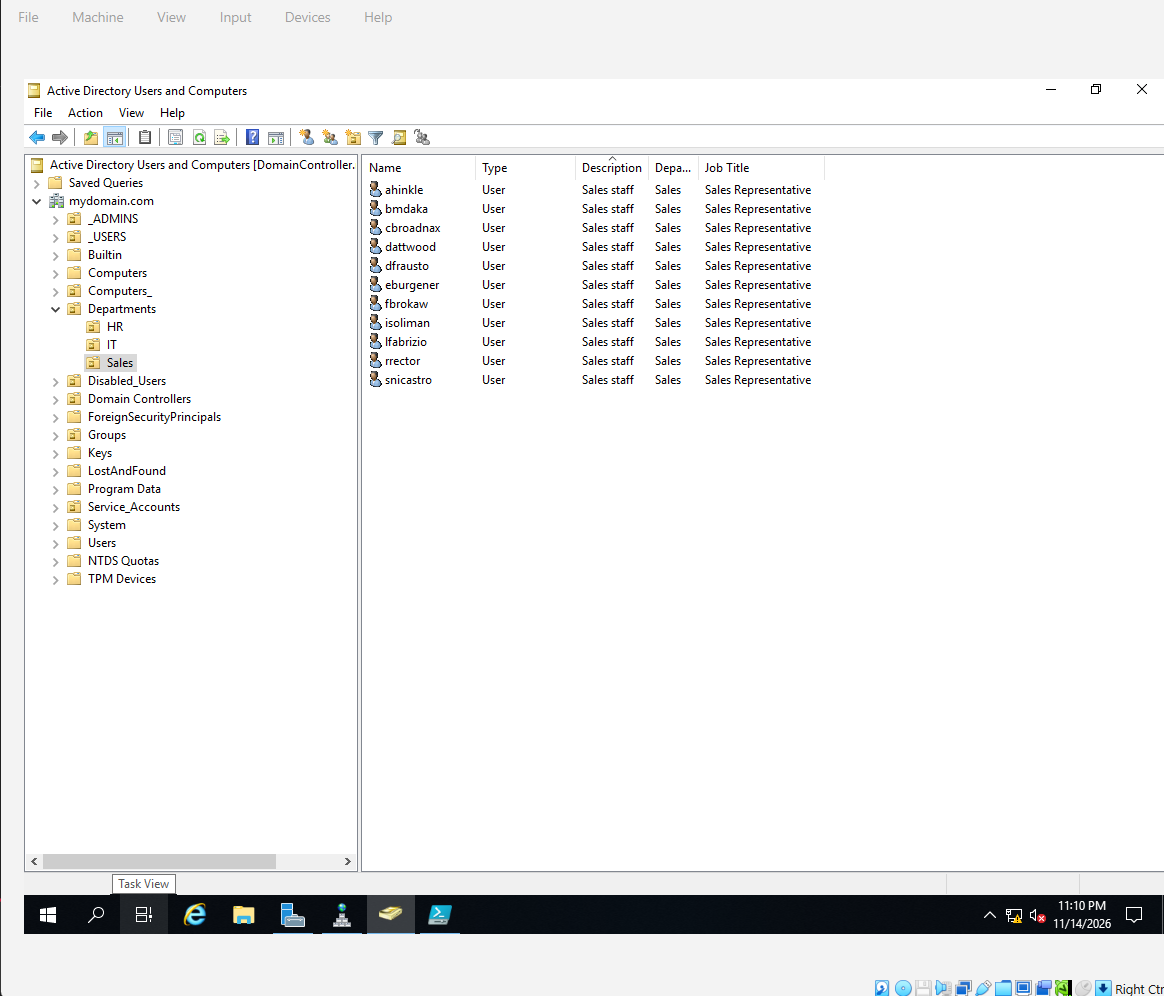 File Machine View Input Devices Help
Active Directory Users and Computers
File Action View Help
Active Directory Users and Computers [DomainController.
Saved Queries
mydomain.com
_ADMINS
_USERS
Builtin
Computers
Computers_
Departments
HR
IT
Sales
Disabled_Users
Domain Controllers
ForeignSecurityPrincipals
Groups
Keys
LostAndFound
Program Data
Service_Accounts
System
Users
NTDS Quotas
TPM Devices
Name Type Description Depa... Job Title
ahinkle User Sales staff Sales Sales Representative
bmdaka User Sales staff Sales Sales Representative
cbroadnax User Sales staff Sales Sales Representative
dattwood User Sales staff Sales Sales Representative
dfrausto User Sales staff Sales Sales Representative
eburgener User Sales staff Sales Sales Representative
fbrokaw User Sales staff Sales Sales Representative
isoliman User Sales staff Sales Sales Representative
lfabrizio User Sales staff Sales Sales Representative
rrector User Sales staff Sales Sales Representative
snicastro User Sales staff Sales Sales Representative
Task View
11:10 PM
11/14/2026
Right Ctr